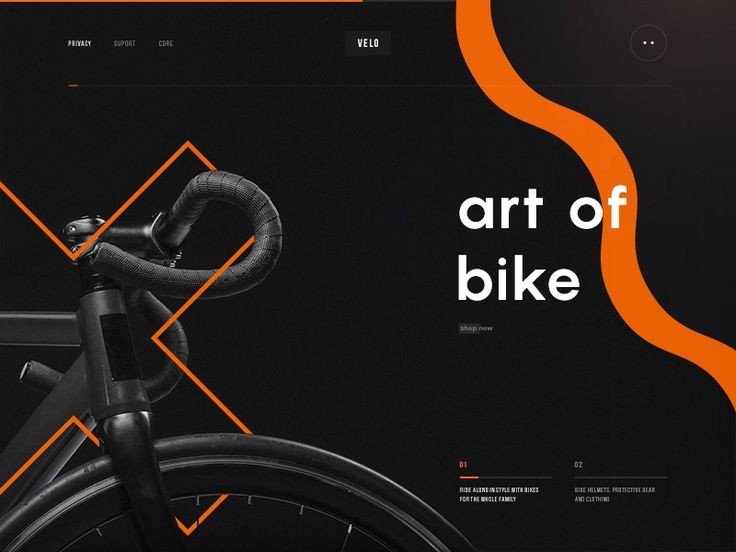 PRIVACY SUPORT CORE
VELO
art of
bike
shop now
01
RIDE ALONG IN STYLE WITH BIKES
FOR THE WHOLE FAMILY
02
BIKE HELMETS, PROTECTIVE GEAR
AND CLOTHING